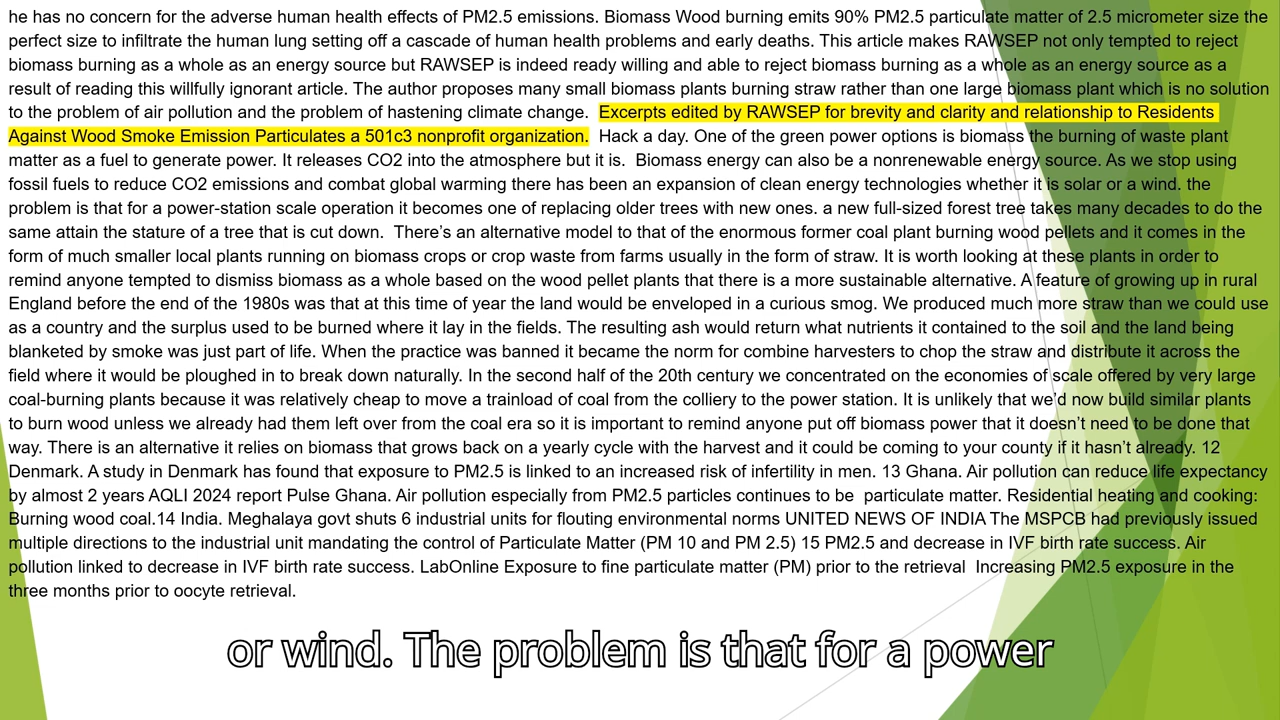 he has no concern for the adverse human health effects of PM2.5 emissions. Biomass Wood burning emits 90% PM2.5 particulate matter of 2.5 micrometer size the
perfect size to infiltrate the human lung setting off a cascade of human health problems and early deaths. This article makes RAWSEP not only tempted to reject
biomass burning as a whole as an energy source but RAWSEP is indeed ready willing and able to reject biomass burning as a whole as an energy source as a
result of reading this willfully ignorant article. The author proposes many small biomass plants burning straw rather than one large biomass plant which is no solution
to the problem of air pollution and the problem of hastening climate change.  Excerpts edited by RAWSEP for brevity and clarity and relationship to Residents
Against Wood Smoke Emission Particulates a 501c3 nonprofit organization.  Hack a day. One of the green power options is biomass the burning of waste plant
matter as a fuel to generate power. It releases CO2 into the atmosphere but it is.  Biomass energy can also be a nonrenewable energy source. As we stop using
fossil fuels to reduce CO2 emissions and combat global warming there has been an expansion of clean energy technologies whether it is solar or a wind. the
problem is that for a power-station scale operation it becomes one of replacing older trees with new ones. a new full-sized forest tree takes many decades to do the
same attain the stature of a tree that is cut down.  There's an alternative model to that of the enormous former coal plant burning wood pellets and it comes in the
form of much smaller local plants running on biomass crops or crop waste from farms usually in the form of straw. It is worth looking at these plants in order to
remind anyone tempted to dismiss biomass as a whole based on the wood pellet plants that there is a more sustainable alternative. A feature of growing up in rural
England before the end of the 1980s was that at this time of year the land would be enveloped in a curious smog. We produced much more straw than we could use
as a country and the surplus used to be burned where it lay in the fields. The resulting ash would return what nutrients it contained to the soil and the land being
blanketed by smoke was just part of life. When the practice was banned it became the norm for combine harvesters to chop the straw and distribute it across the
field where it would be ploughed in to break down naturally. In the second half of the 20th century we concentrated on the economies of scale offered by very large
coal-burning plants because it was relatively cheap to move a trainload of coal from the colliery to the power station. It is unlikely that we'd now build similar plants
to burn wood unless we already had them left over from the coal era so it is important to remind anyone put off biomass power that it doesn't need to be done that
way. There is an alternative it relies on biomass that grows back on a yearly cycle with the harvest and it could be coming to your county if it hasn't already. 12
Denmark. A study in Denmark has found that exposure to PM2.5 is linked to an increased risk of infertility in men. 13 Ghana. Air pollution can reduce life expectancy
by almost 2 years AQLI 2024 report Pulse Ghana. Air pollution especially from PM2.5 particles continues to be  particulate matter. Residential heating and cooking:
Burning wood coal.14 India. Meghalaya govt shuts 6 industrial units for flouting environmental norms UNITED NEWS OF INDIA The MSPCB had previously issued
multiple directions to the industrial unit mandating the control of Particulate Matter (PM 10 and PM 2.5) 15 PM2.5 and decrease in IVF birth rate success. Air
pollution linked to decrease in IVF birth rate success. LabOnline Exposure to fine particulate matter (PM) prior to the retrieval  Increasing PM2.5 exposure in the
three months prior to oocyte retrieval.
or wind. The problem is that for a power